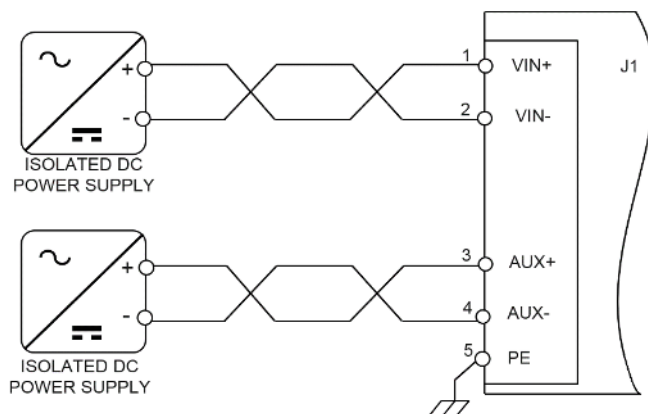 +
-
ISOLATED DC
POWER SUPPLY
1 VIN+ J1
2 VIN-
+
-
ISOLATED DC
POWER SUPPLY
3 AUX+
4 AUX-
5 PE